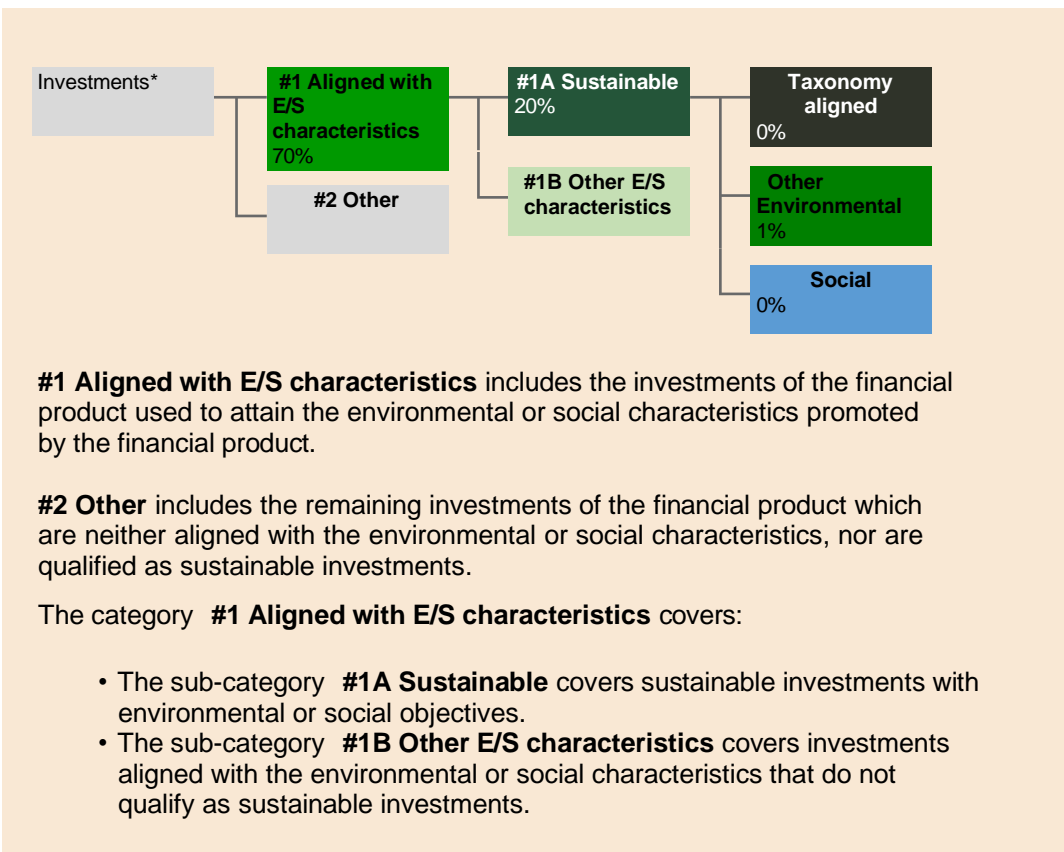 Investments*
#1 Aligned with
E/S
characteristics
70%
#2 Other
#1A Sustainable
20%
#1B Other E/S
characteristics
Taxonomy
aligned
0%
Other
Environmental
1%
Social
0%
#1 Aligned with E/S characteristics includes the investments of the financial
product used to attain the environmental or social characteristics promoted
by the financial product.
#2 Other includes the remaining investments of the financial product which
are neither aligned with the environmental or social characteristics, nor are
qualified as sustainable investments.
The category #1 Aligned with E/S characteristics covers:
• The sub-category #1A Sustainable covers sustainable investments with
environmental or social objectives.
• The sub-category #1B Other E/S characteristics covers investments
aligned with the environmental or social characteristics that do not
qualify as sustainable investments.